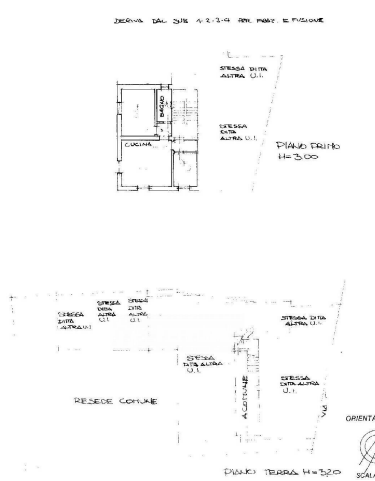 DERIVA DAL SUB 1-2-3-4 PER FRAZ. E FUSIONE
STESSA DITTA
ALTRA U.I.
BAGNO
STESSA
DITA
ALTRA U.I.
CUCINA
PIANO PRIMO
H=3.00
STESSA
DITTA
ALTRA U.I.
STESSA
DITTA
ALTRA
U.I.
STESSA
DITTA
ALTRA
U.I.
STESSA DITTA
ALTRA U.I.
STESSA
DITTA ALTRA
U.I.
STESSA
DITTA ALTRA
U.I.
A COMUNE
RESEDE COMUNE
VIA
ORIENTA
PIANO TERRA H=3.20
SCALA